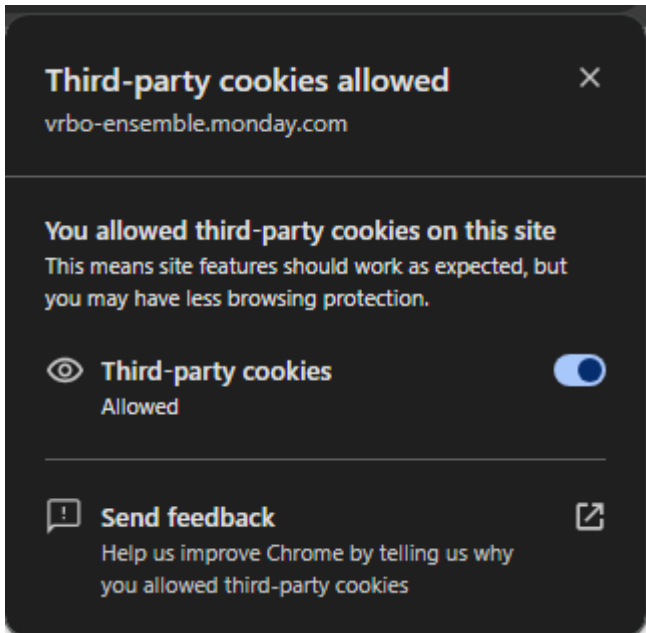 Third-party cookies allowed
vrbo-ensemble.monday.com
You allowed third-party cookies on this site
This means site features should work as expected, but
you may have less browsing protection.
Third-party cookies
Allowed
Send feedback
Help us improve Chrome by telling us why
you allowed third-party cookies